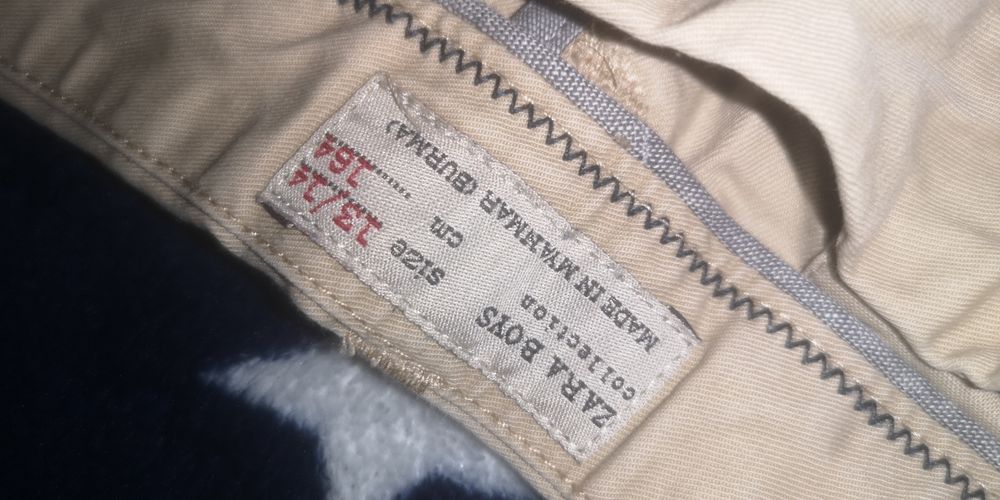 ZARA BOYS
collection
MADE IN MYANMAR (BURMA)
SIZE 13/14
cm 164